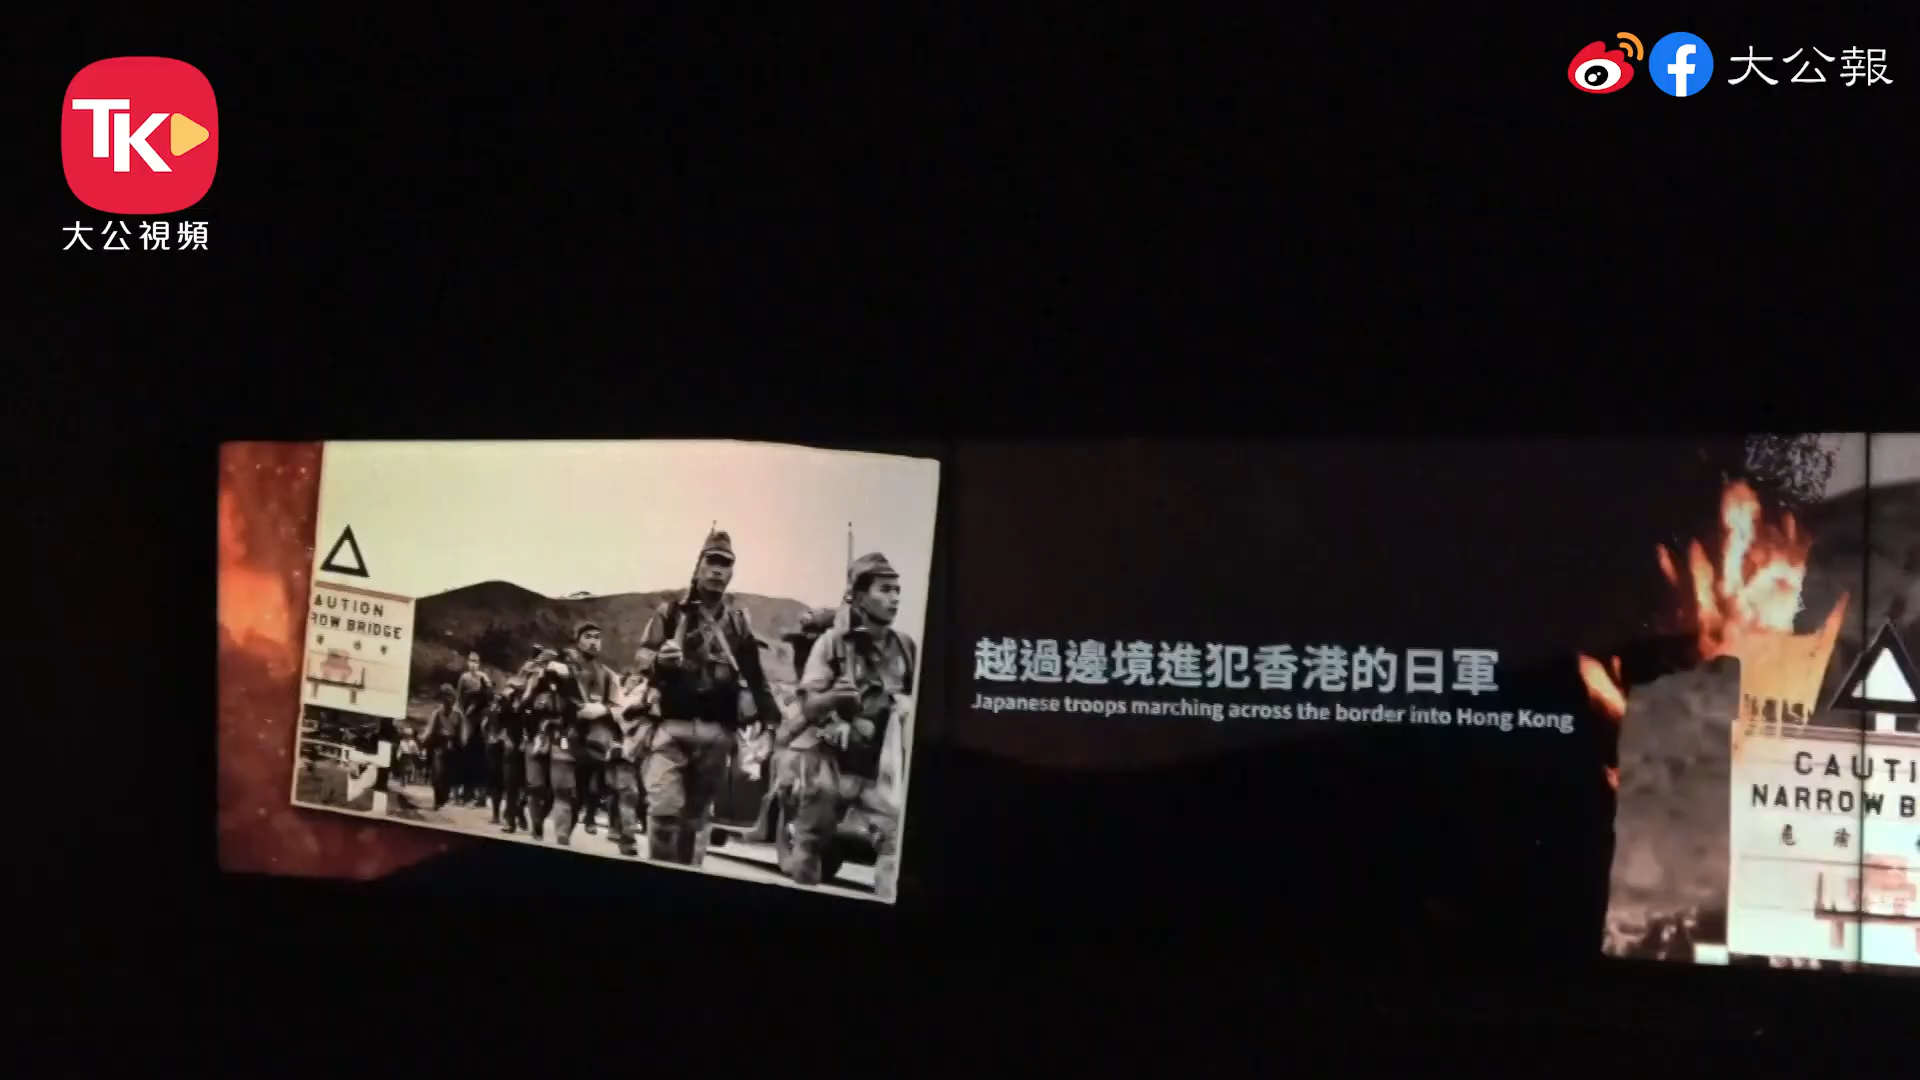 TK
大公視頻
大公報
AUTION
ROW BRIDGE
越過邊境進犯香港的日軍
Japanese troops marching across the border into Hong Kong
CAUTI
NARROW B